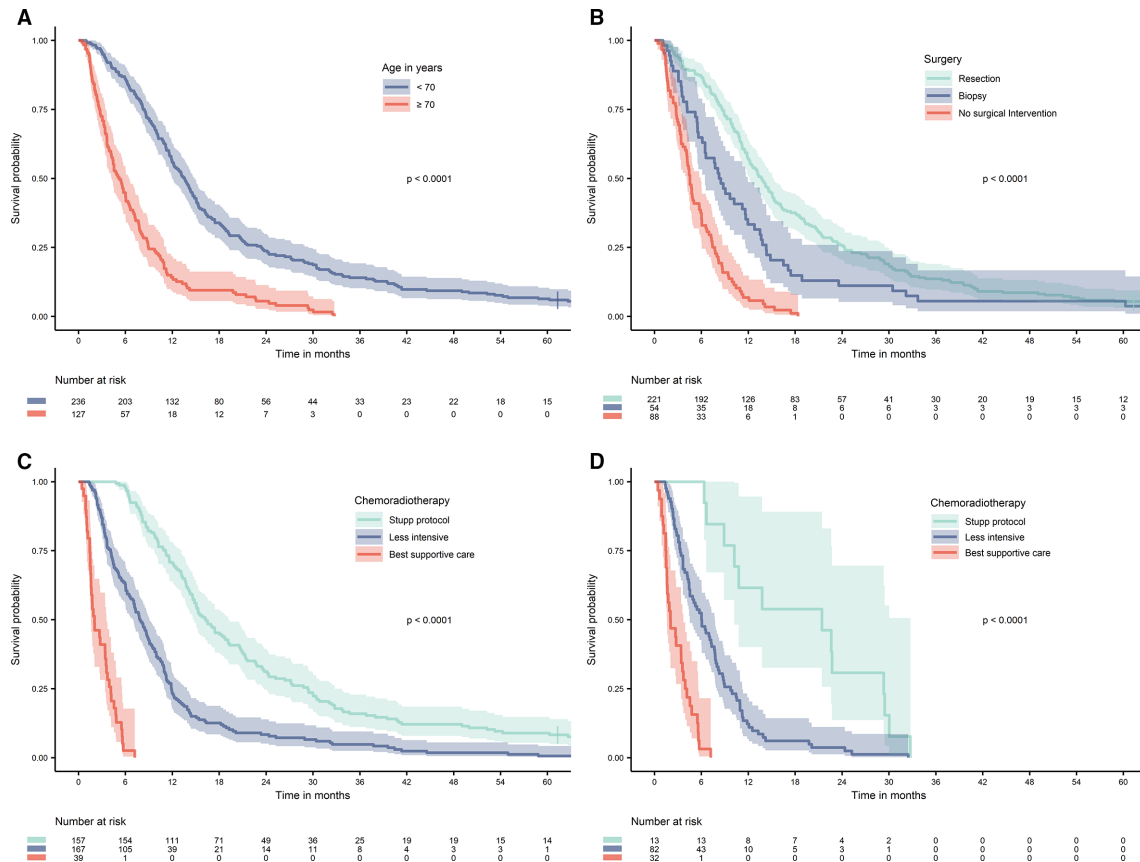 A
Age in years
< 70
≥ 70
p < 0.0001
Survival probability
1.00
0.75
0.50
0.25
0.00
0 6 12 18 24 30 36 42 48 54 60
Time in months
Number at risk
236 203 132 80 56 44 33 23 22 18 15
127 57 18 12 7 3 0 0 0 0 0
B
Surgery
Resection
Biopsy
No surgical Intervention
p < 0.0001
Survival probability
1.00
0.75
0.50
0.25
0.00
0 6 12 18 24 30 36 42 48 54 60
Time in months
Number at risk
221 192 126 83 57 41 30 20 19 15 12
54 35 18 8 6 6 3 3 3 3 3
88 33 6 1 0 0 0 0 0 0 0
C
Chemoradiotherapy
Stupp protocol
Less intensive
Best supportive care
p < 0.0001
Survival probability
1.00
0.75
0.50
0.25
0.00
0 6 12 18 24 30 36 42 48 54 60
Time in months
Number at risk
157 154 111 71 49 36 25 19 19 15 14
167 105 39 21 14 11 8 4 3 3 1
39 1 0 0 0 0 0 0 0 0 0
D
Chemoradiotherapy
Stupp protocol
Less intensive
Best supportive care
p < 0.0001
Survival probability
1.00
0.75
0.50
0.25
0.00
0 6 12 18 24 30 36 42 48 54 60
Time in months
Number at risk
13 13 8 7 4 2 0 0 0 0 0
82 43 10 5 3 1 0 0 0 0 0
32 1 0 0 0 0 0 0 0 0 0